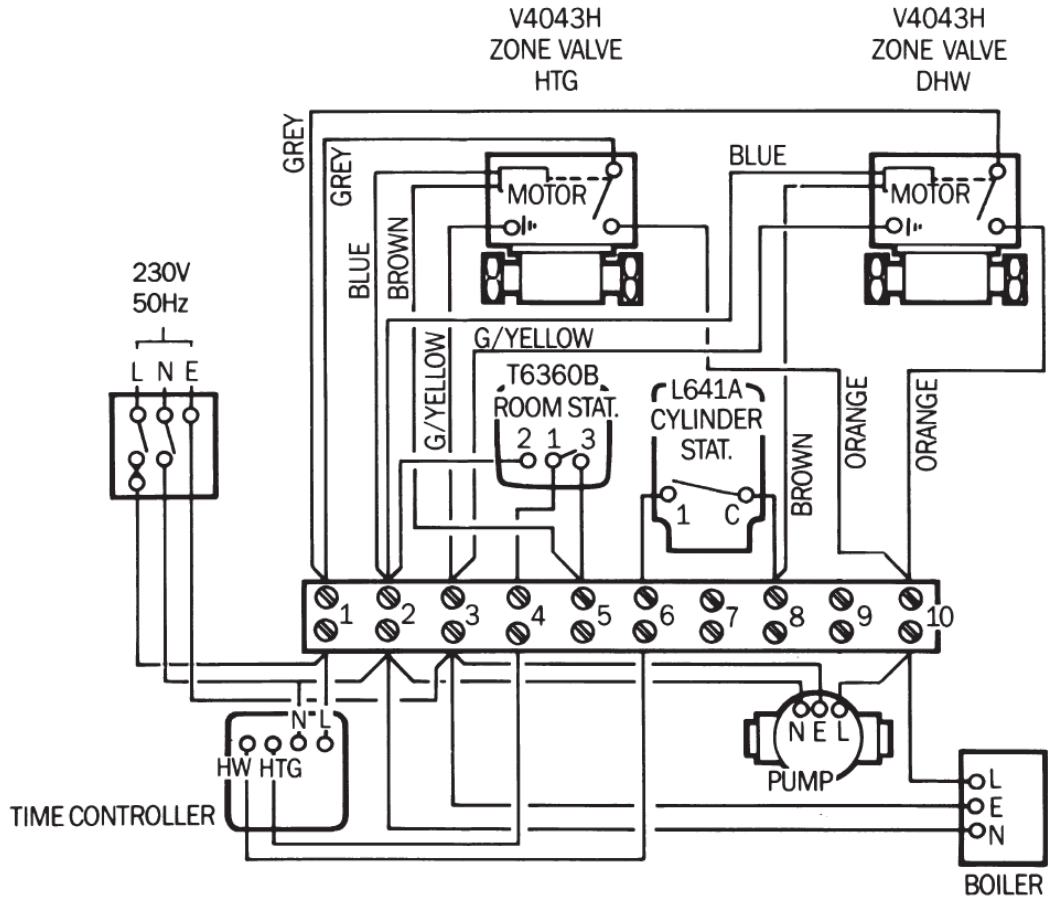 V4043H
ZONE VALVE
HTG
V4043H
ZONE VALVE
DHW
GREY
GREY
BLUE
MOTOR
MOTOR
BLUE
BROWN
230V
50Hz
L N E
G/YELLOW
G/YELLOW
T6360B
ROOM STAT.
2 1 3
L641A
CYLINDER
STAT.
1 C
BROWN
ORANGE
ORANGE
1 2 3 4 5 6 7 8 9 10
N L
HW HTG
TIME CONTROLLER
N E L
PUMP
L
E
N
BOILER